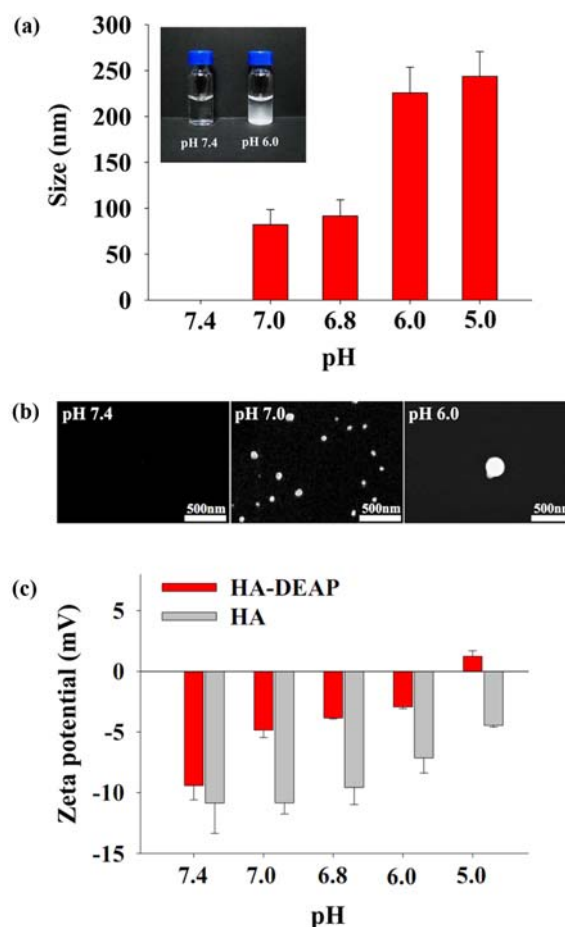 (a)
300
250
200
150
100
50
0
Size (nm)
pH 7.4
pH 6.0
7.4 7.0 6.8 6.0 5.0
pH
(b)
pH 7.4
pH 7.0
pH 6.0
500nm
500nm
500nm
(c)
HA-DEAP
HA
5
0
-5
-10
-15
Zeta potential (mV)
7.4 7.0 6.8 6.0 5.0
pH